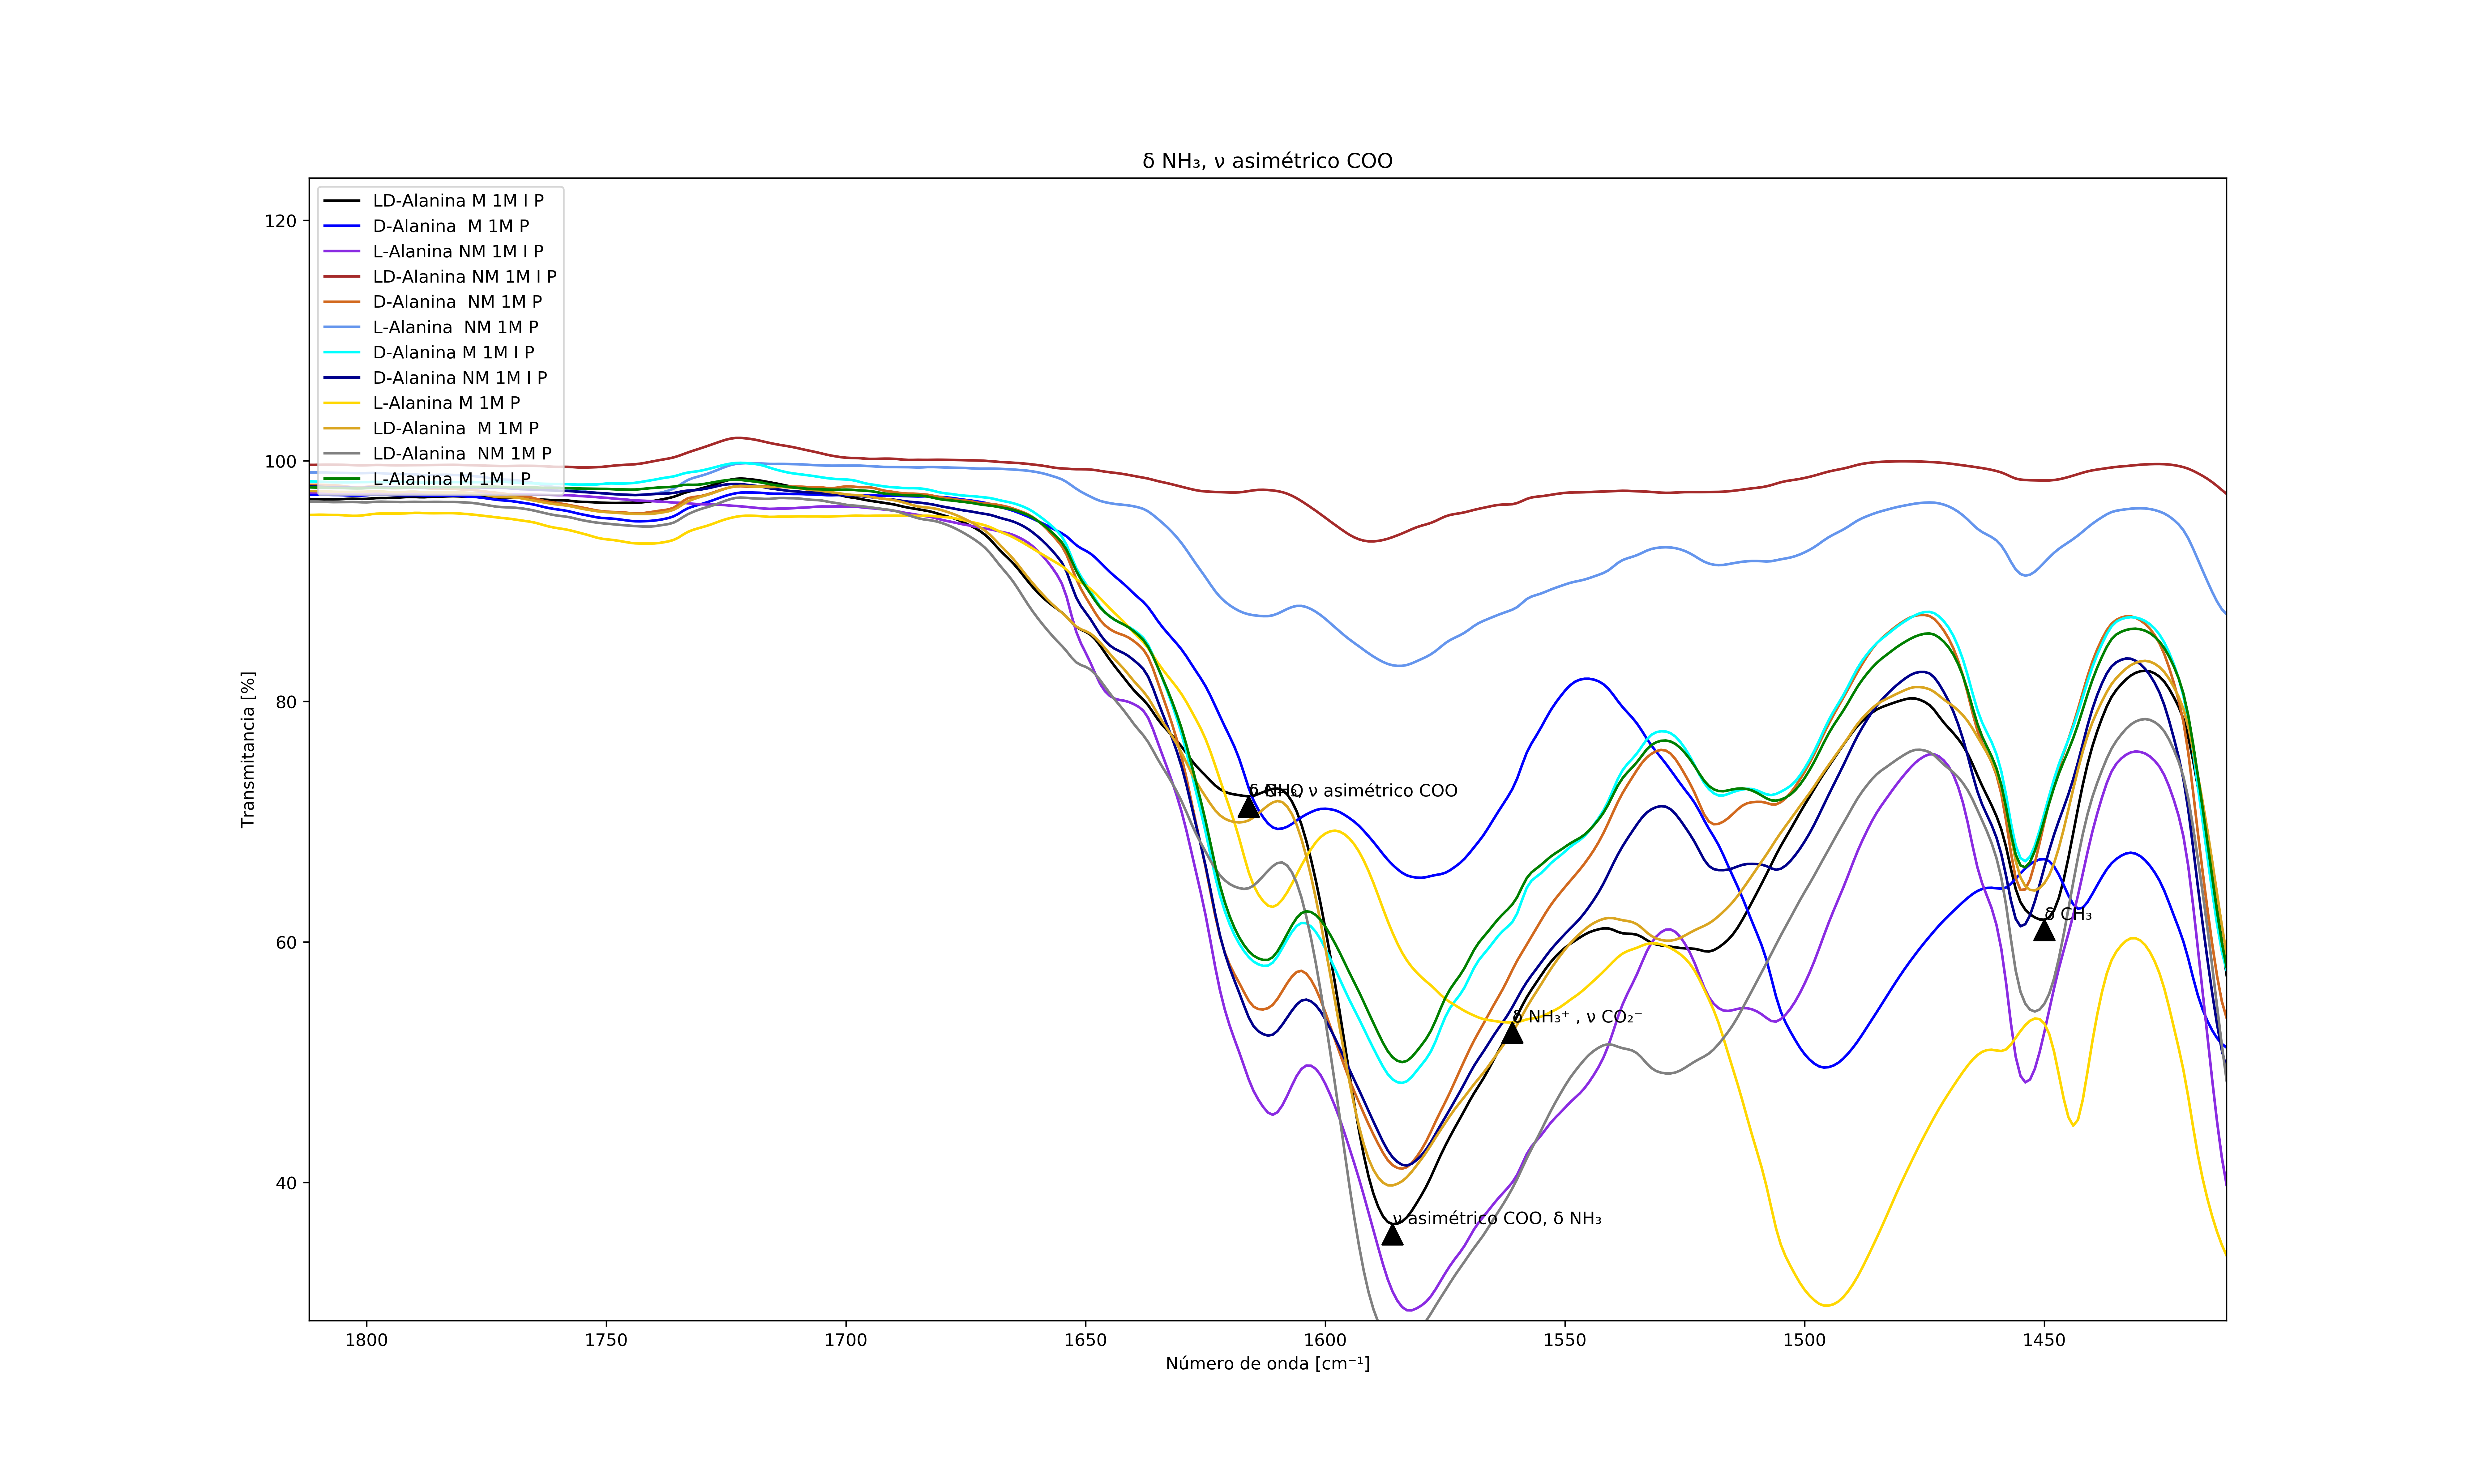 δ NH₃, ν asimétrico COO
120
100
80
60
40
Transmitancia [%]
LD-Alanina M 1M I P
D-Alanina  M 1M P
L-Alanina NM 1M I P
LD-Alanina NM 1M I P
D-Alanina  NM 1M P
L-Alanina  NM 1M P
D-Alanina M 1M I P
D-Alanina NM 1M I P
L-Alanina M 1M P
LD-Alanina  M 1M P
LD-Alanina  NM 1M P
L-Alanina M 1M I P
ν asimétrico COO
δ CH₃
δ NH₃⁺ , ν CO₂⁻
ν asimétrico COO, δ NH₃
1800
1750
1700
1650
1600
1550
1500
1450
Número de onda [cm⁻¹]